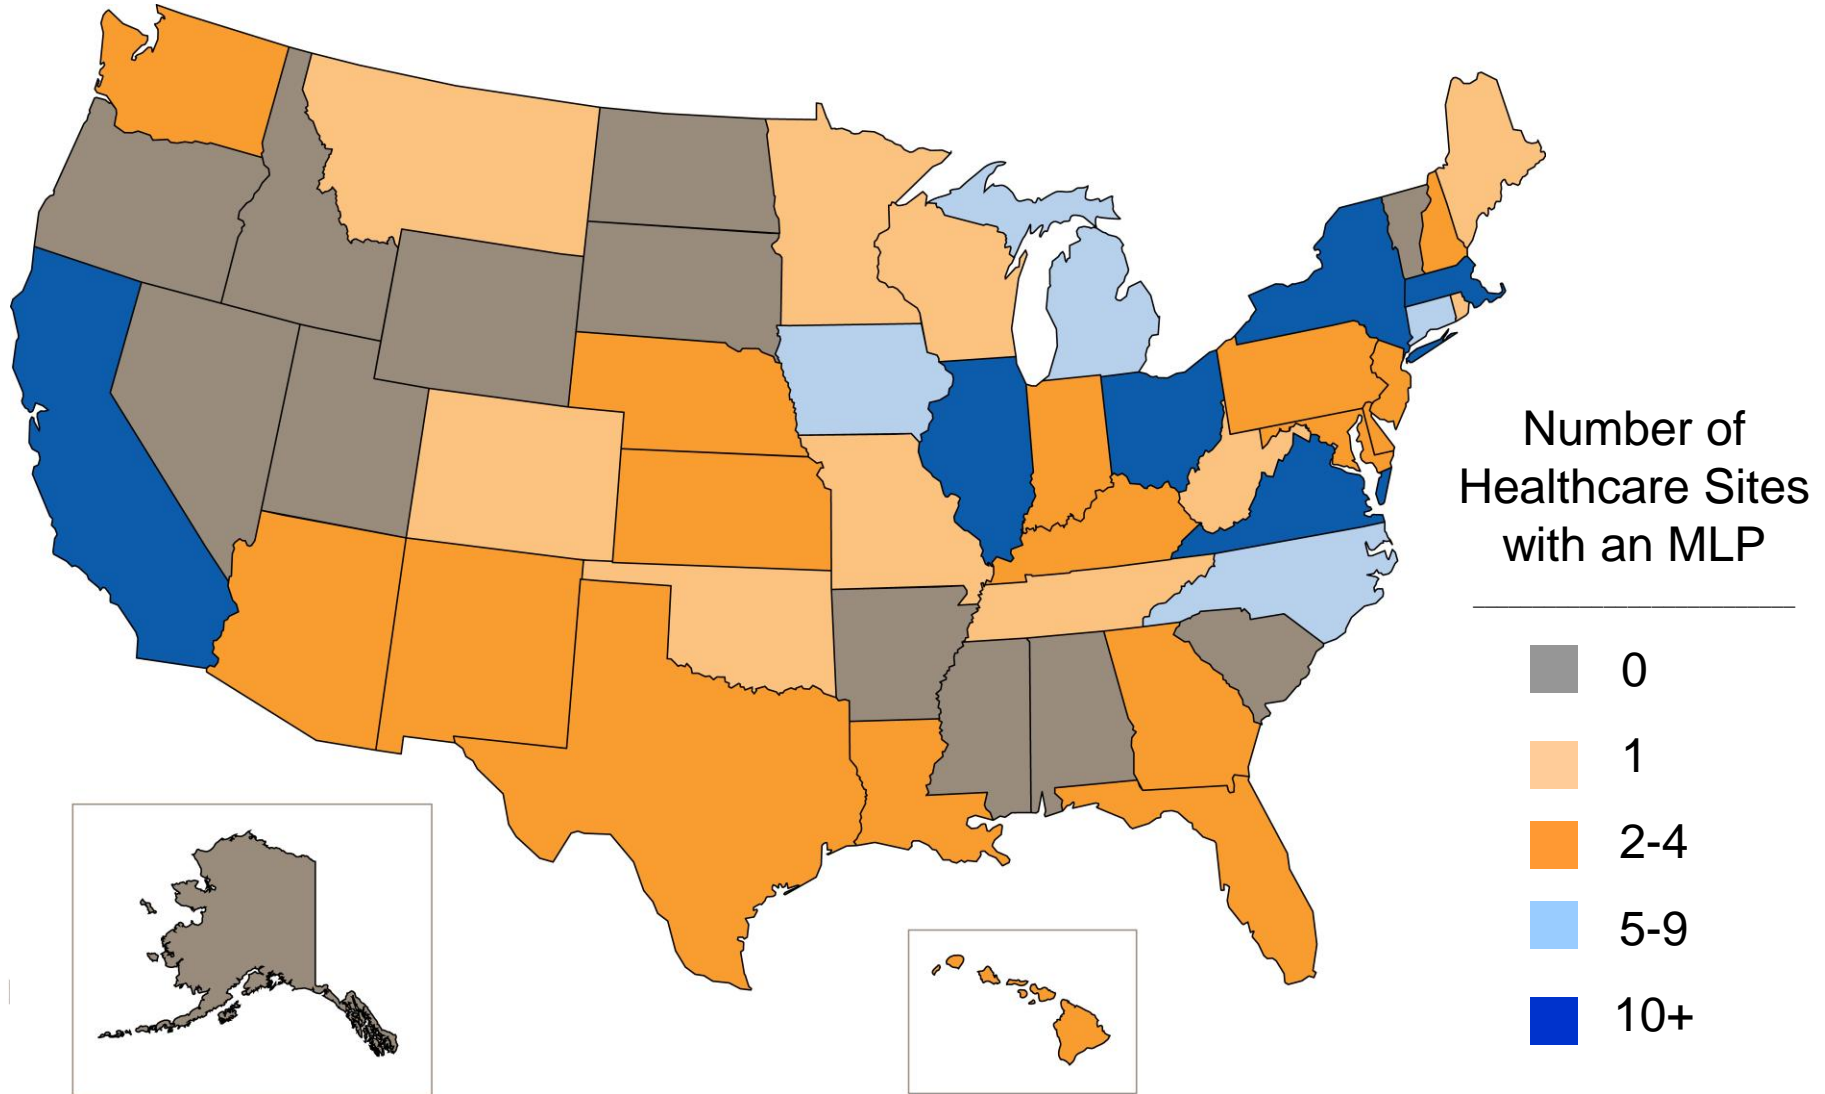 Number of
Healthcare Sites
with an MLP
0
1
2-4
5-9
10+